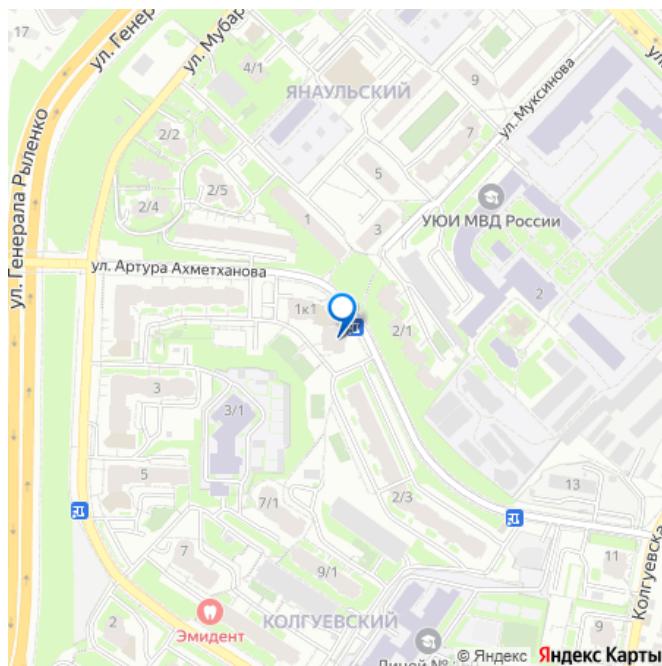 17
ул. Генер
ул. Мубар
4/1
ЯНАУЛЬСКИЙ
9
ул. Муксинова
7
2/2
5
2/5
2/4
1
3
УЮИ МВД России
ул. Генерала Рыленко
ул. Артура Ахметханова
2
1к1
2/1
3
3/1
5
7/1
2/3
13
7
9/1
11
Колгуевска
2
Эмидент
КОЛГУЕВСКИЙ
9
© Яндекс Яндекс Карты